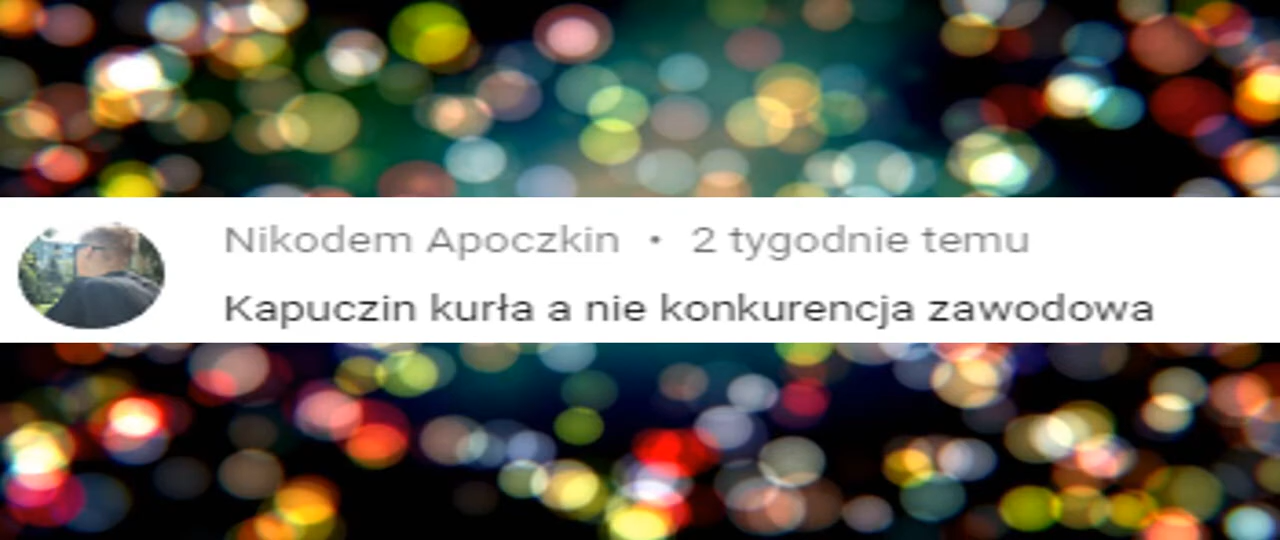 Nikodem Apoczkin • 2 tygodnie temu
Kapuczin kurła a nie konkurencja zawodowa